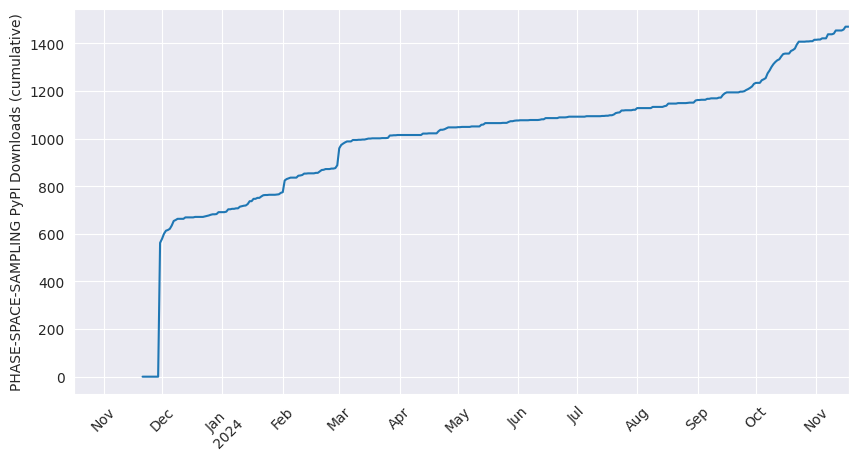 PHASE-SPACE-SAMPLING PyPI Downloads (cumulative)
1400
1200
1000
800
600
400
200
0
Nov
Dec
Jan
2024
Feb
Mar
Apr
May
Jun
Jul
Aug
Sep
Oct
Nov